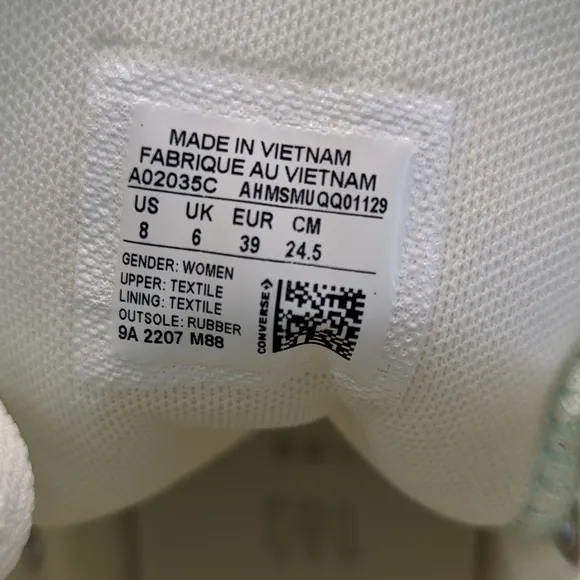 MADE IN VIETNAM
FABRIQUE AU VIETNAM
A02035C AHMSMUQQ01129
US UK EUR CM
8 6 39 24.5
GENDER: WOMEN
UPPER: TEXTILE
LINING: TEXTILE
OUTSOLE: RUBBER
9A 2207 M88
CONVERSE